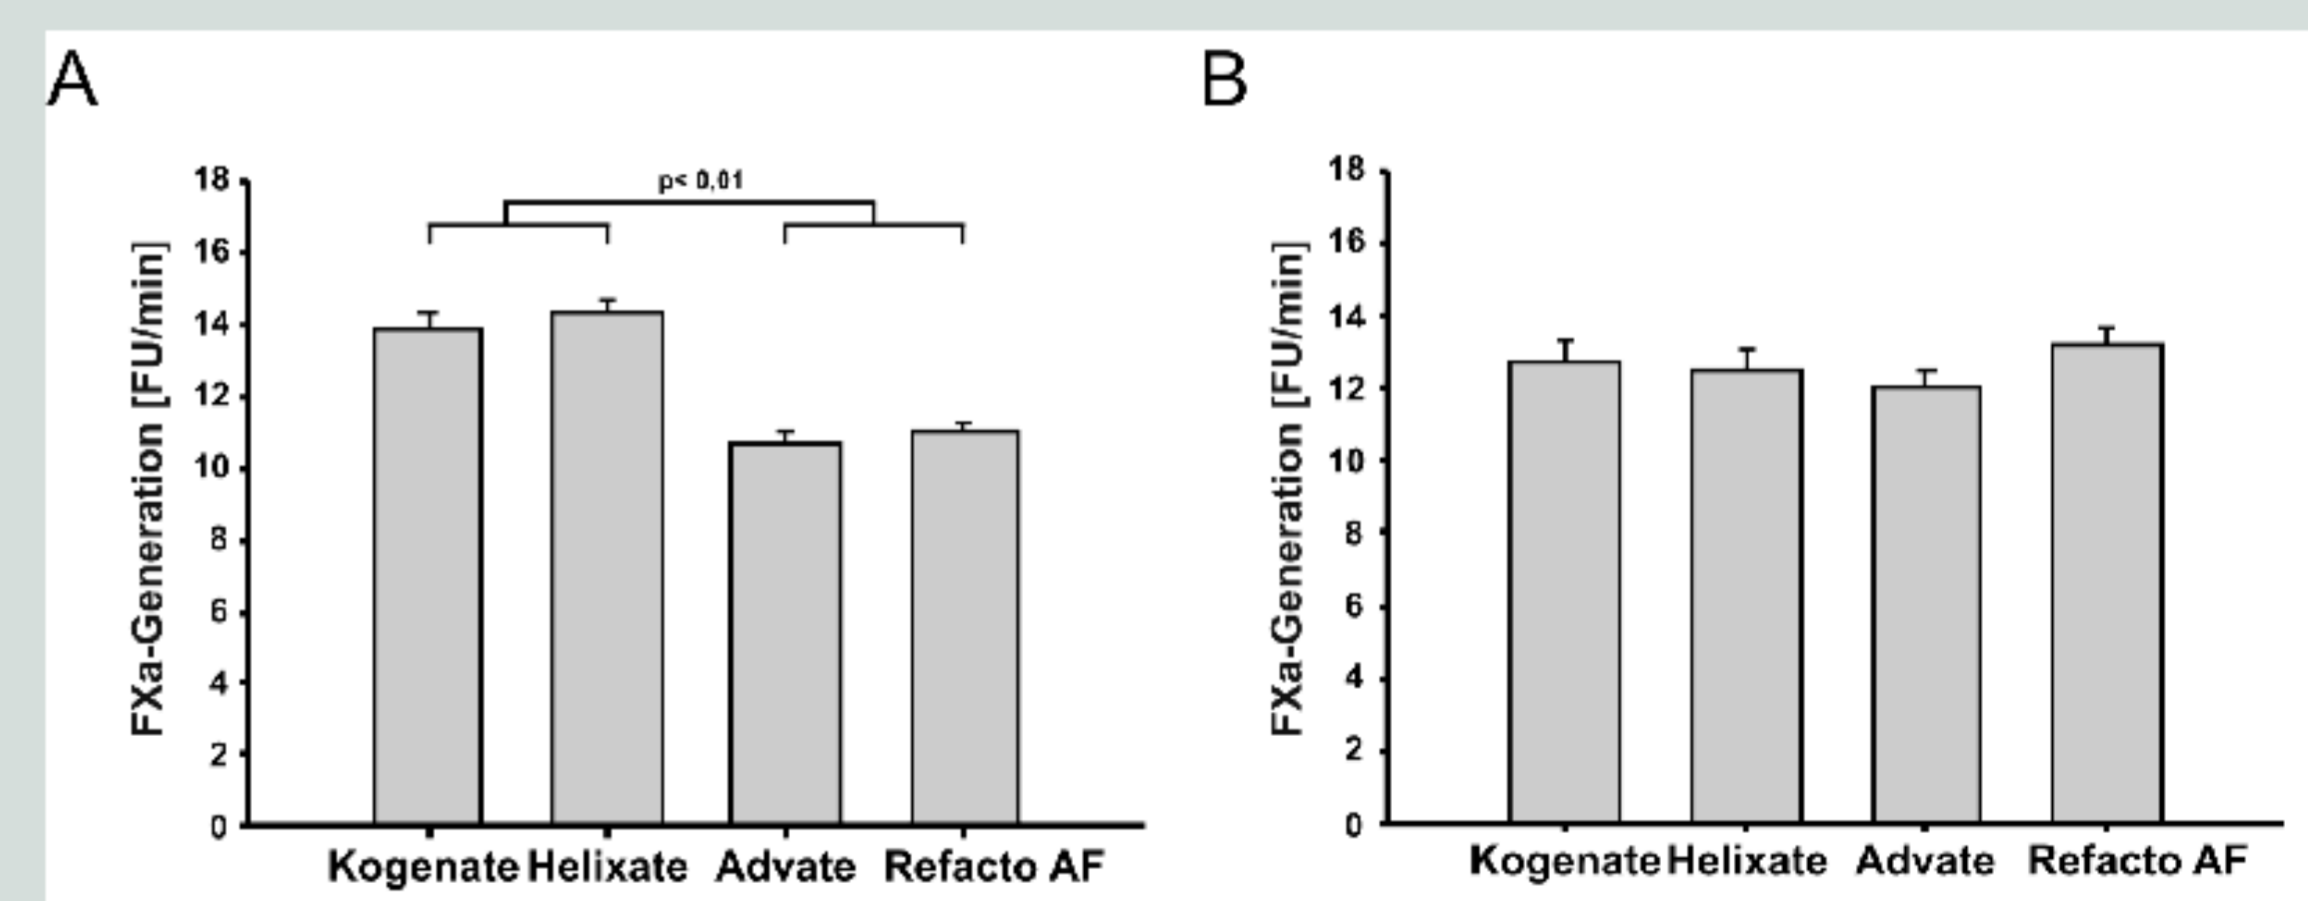 A
B
18
16
14
12
10
8
6
4
2
0
FXa-Generation [FU/min]
p< 0,01
Kogenate Helixate Advate Refacto AF
18
16
14
12
10
8
6
4
2
0
FXa-Generation [FU/min]
Kogenate Helixate Advate Refacto AF